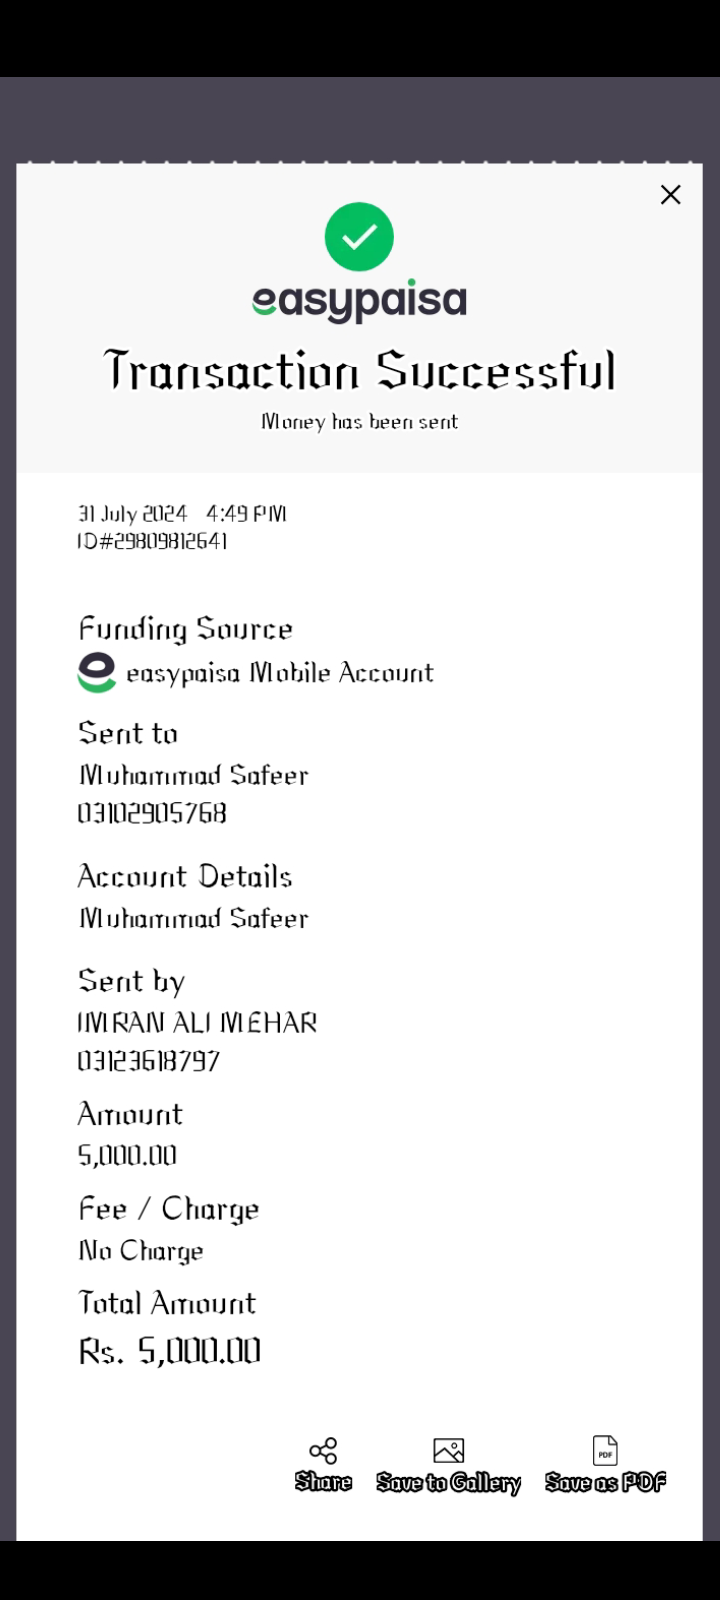 easypaisa
Transaction Successful
Money has been sent
31 July 2024 4:49 PM
ID#29809812641
Funding Source
easypaisa Mobile Account
Sent to
Muhammad Safeer
03102905768
Account Details
Muhammad Safeer
Sent by
IMRAN ALI MEHAR
03123618797
Amount
5,000.00
Fee / Charge
No Charge
Total Amount
Rs. 5,000.00
PDF
Share Save to Gallery Save as PDF